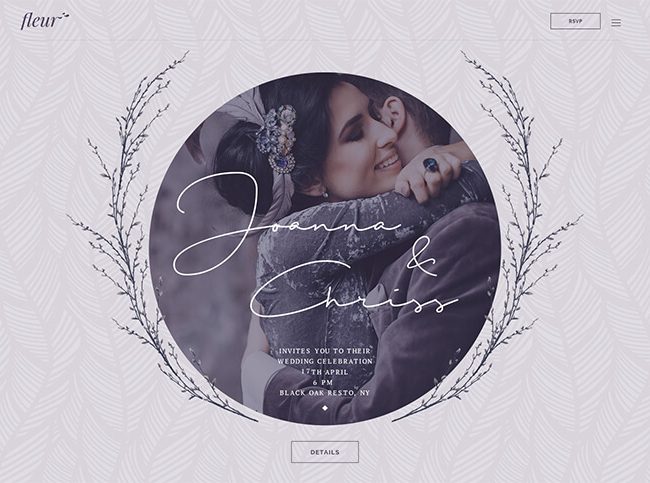 fleur
RSVP
Joanna
&
Chriss
INVITES YOU TO THEIR
WEDDING CELEBRATION
17TH APRIL
6 PM
BLACK OAK RESTO, NY
DETAILS